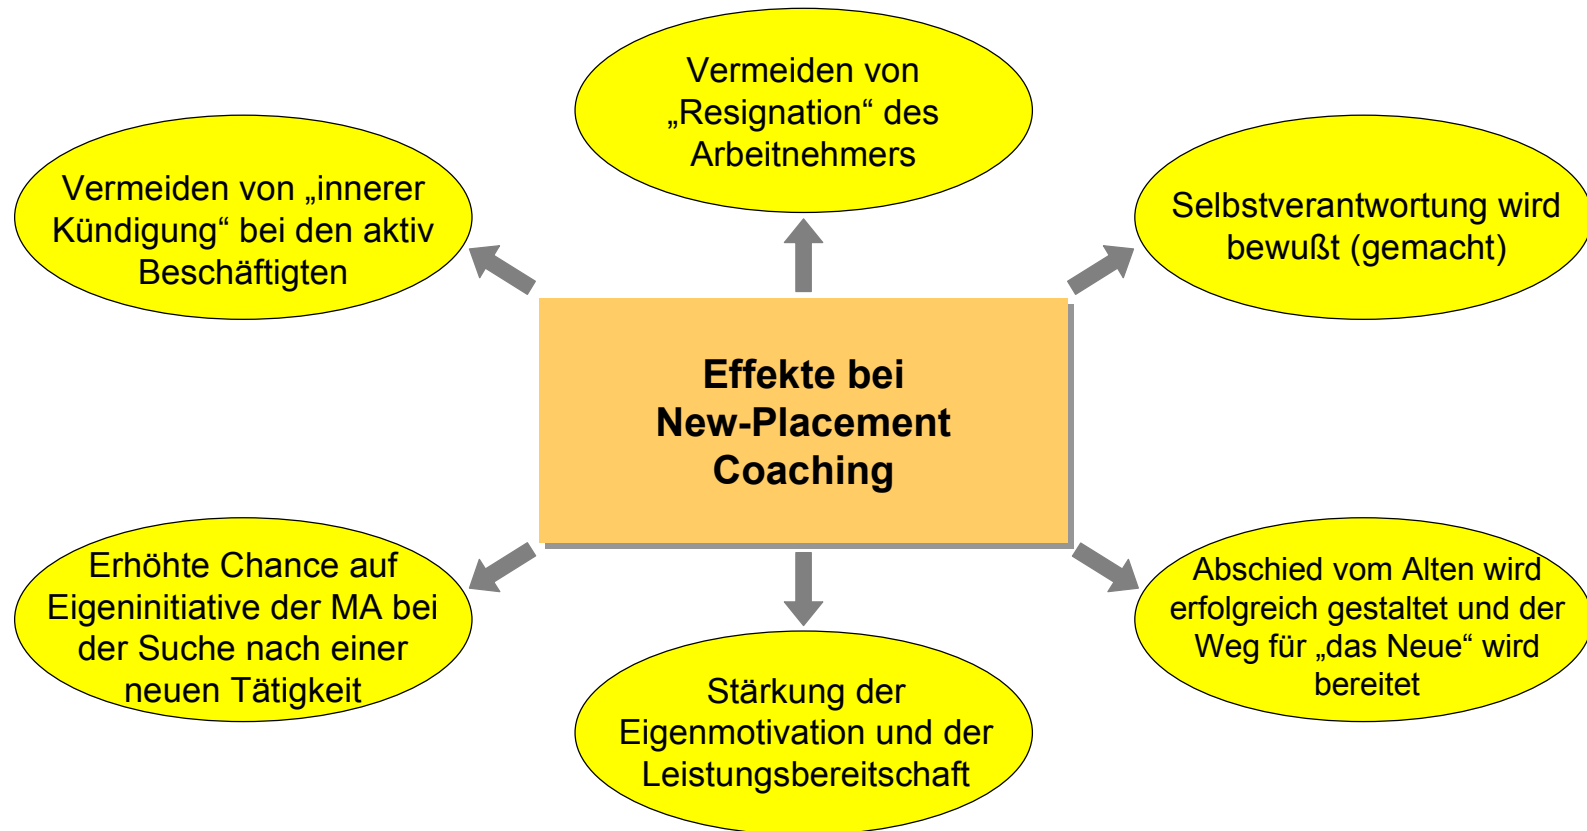 Vermeiden von
„Resignation“ des
Arbeitnehmers
Vermeiden von „innerer
Kündigung“ bei den aktiv
Beschäftigten
Selbstverantwortung wird
bewußt (gemacht)
Effekte bei
New-Placement
Coaching
Erhöhte Chance auf
Eigeninitiative der MA bei
der Suche nach einer
neuen Tätigkeit
Stärkung der
Eigenmotivation und der
Leistungsbereitschaft
Abschied vom Alten wird
erfolgreich gestaltet und der
Weg für „das Neue“ wird
bereitet